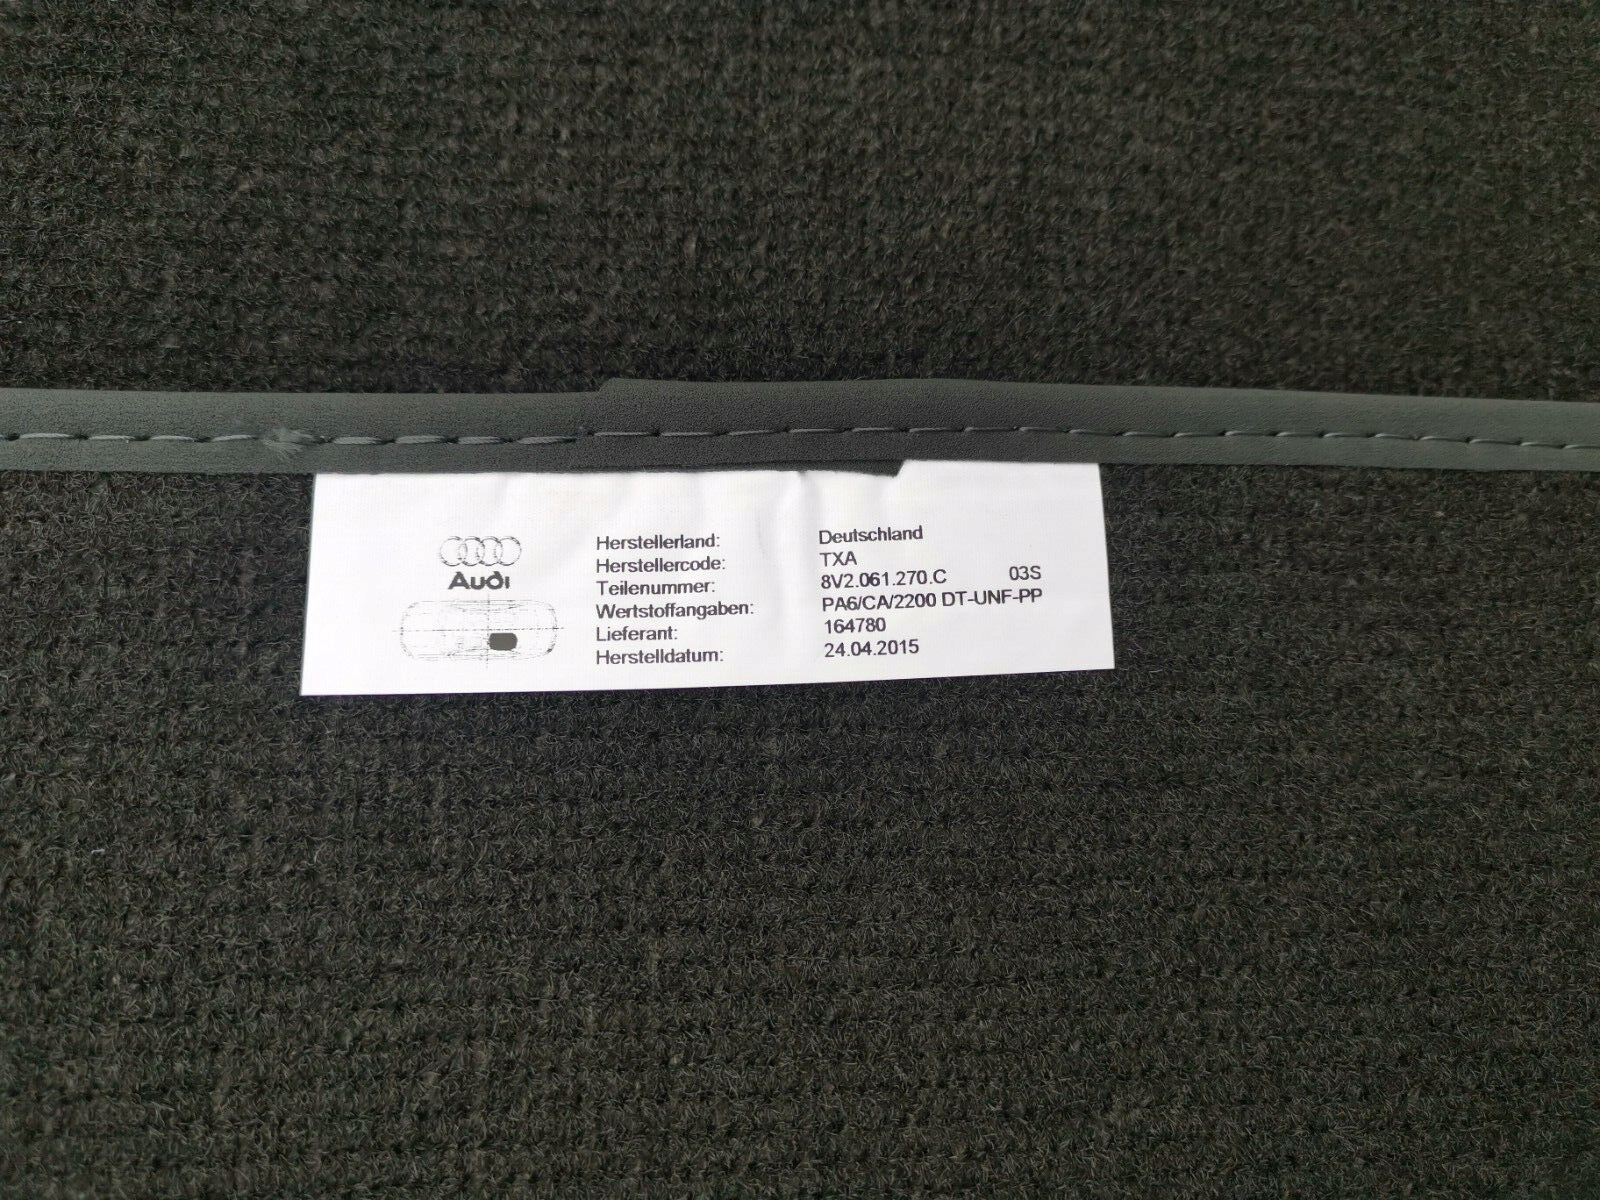 Audi
Herstellerland: Deutschland
Herstellercode: TXA
Teilenummer: 8V2.061.270.C 03S
Wertstoffangaben: PA6/CA/2200 DT-UNF-PP
Lieferant: 164780
Herstelldatum: 24.04.2015